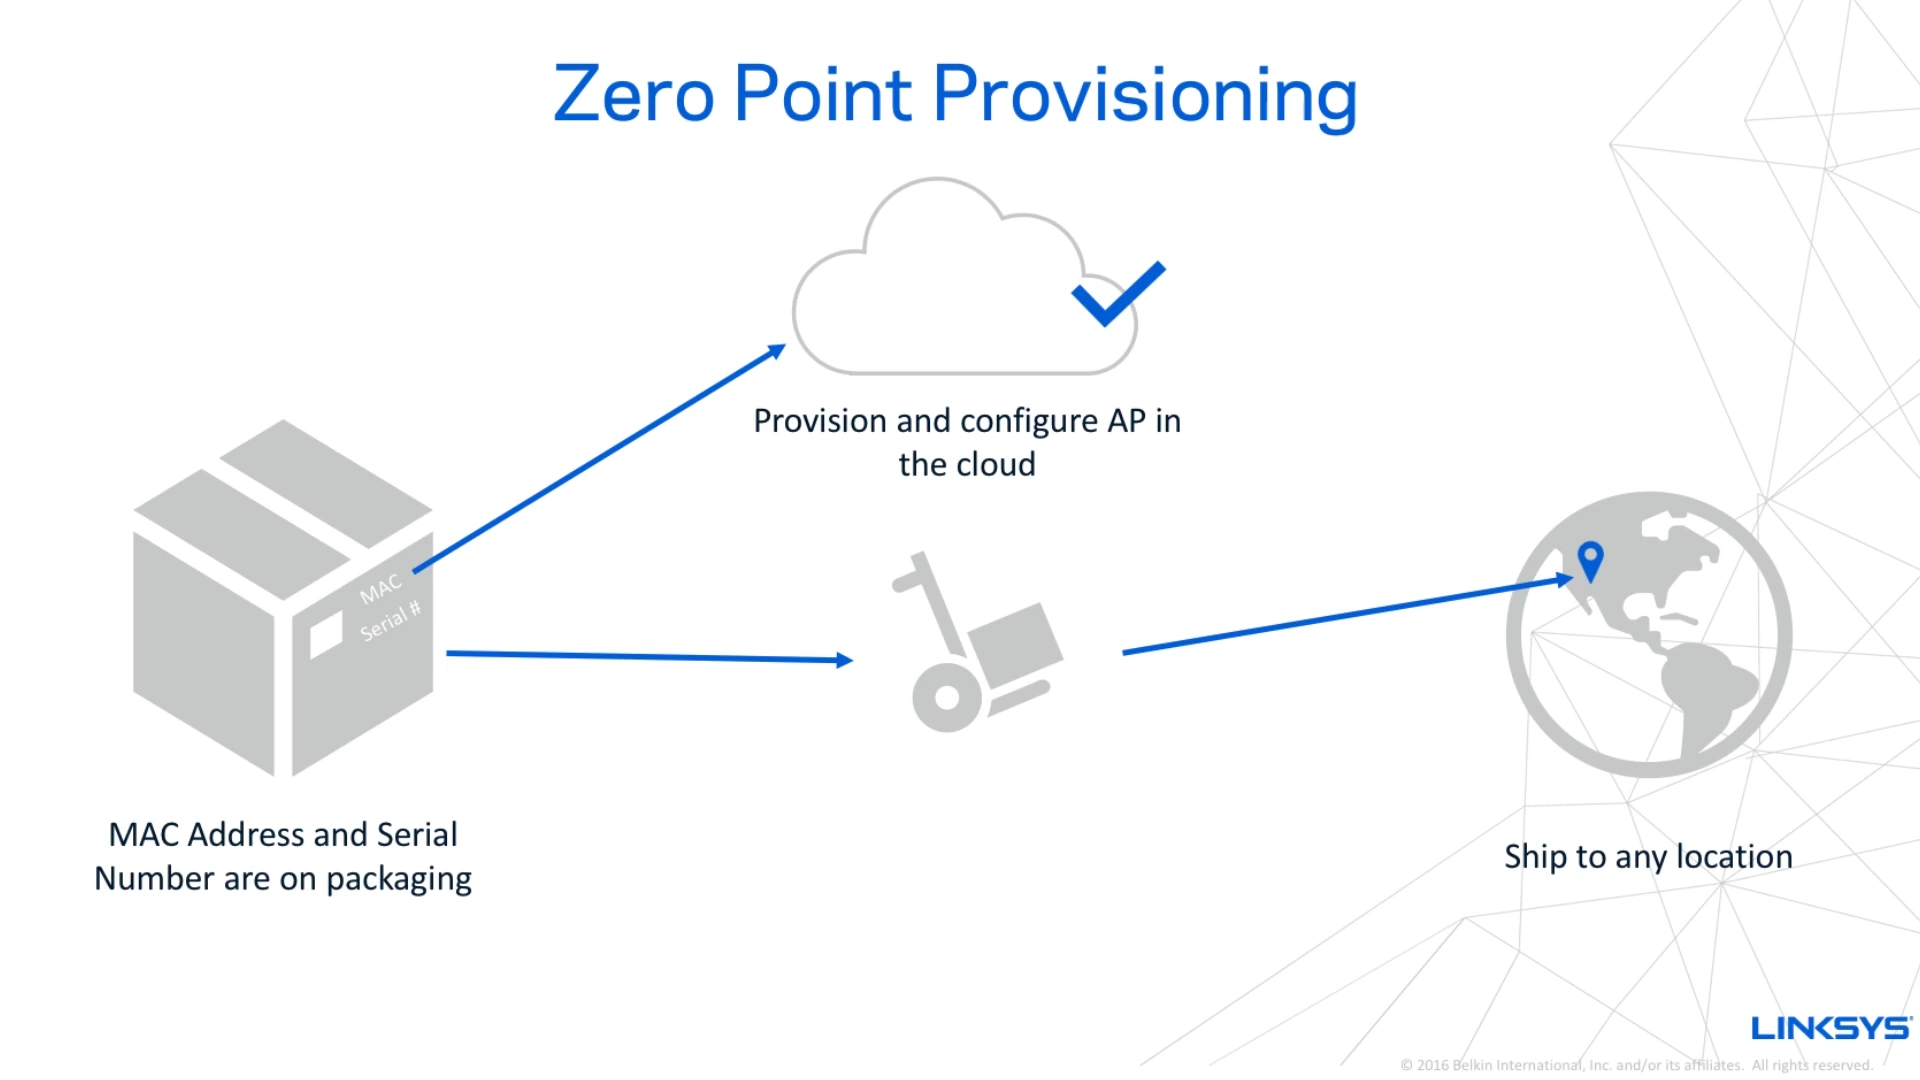 Zero Point Provisioning
Provision and configure AP in
the cloud
MAC
Serial #
MAC Address and Serial
Number are on packaging
Ship to any location
LINKSYS
© 2016 Belkin International, Inc. and/or its affiliates. All rights reserved.